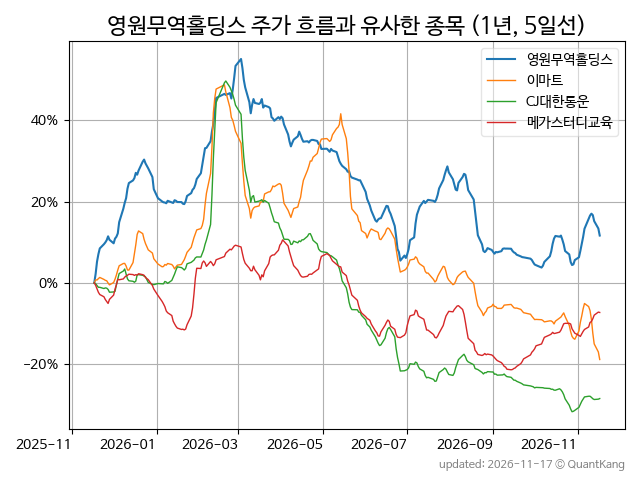 영원무역홀딩스 주가 흐름과 유사한 종목 (1년, 5일선)
영원무역홀딩스
이마트
CJ대한통운
메가스터디교육
40%
20%
0%
−20%
2025−11
2026−01
2026−03
2026−05
2026−07
2026−09
2026−11
updated: 2026-11-17 © QuantKang